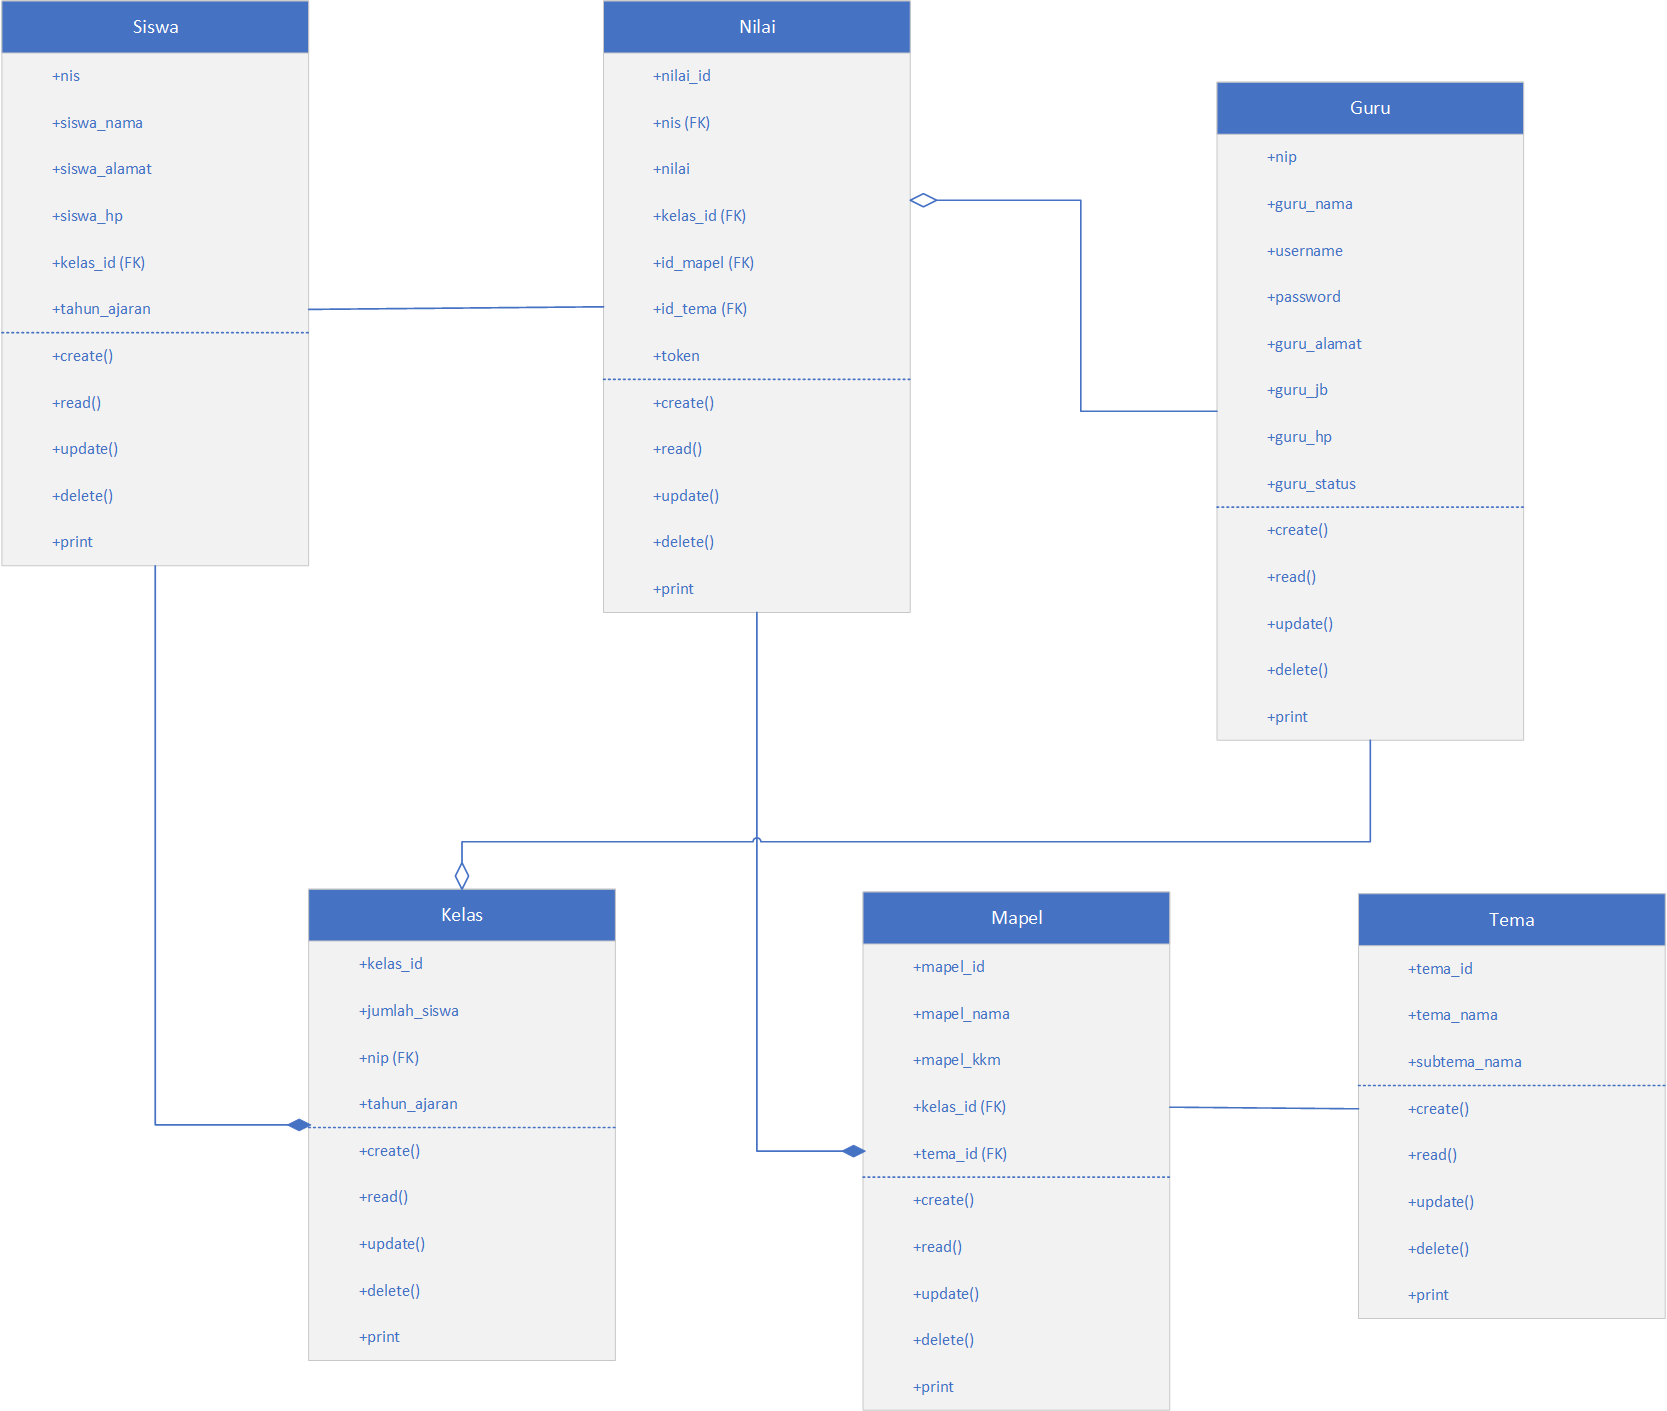 Siswa
+nis
+siswa_nama
+siswa_alamat
+siswa_hp
+kelas_id (FK)
+tahun_ajaran
+create()
+read()
+update()
+delete()
+print
Nilai
+nilai_id
+nis (FK)
+nilai
+kelas_id (FK)
+id_mapel (FK)
+id_tema (FK)
+token
+create()
+read()
+update()
+delete()
+print
Guru
+nip
+guru_nama
+username
+password
+guru_alamat
+guru_jb
+guru_hp
+guru_status
+create()
+read()
+update()
+delete()
+print
Kelas
+kelas_id
+jumlah_siswa
+nip (FK)
+tahun_ajaran
+create()
+read()
+update()
+delete()
+print
Mapel
+mapel_id
+mapel_nama
+mapel_kkm
+kelas_id (FK)
+tema_id (FK)
+create()
+read()
+update()
+delete()
+print
Tema
+tema_id
+tema_nama
+subtema_nama
+create()
+read()
+update()
+delete()
+print